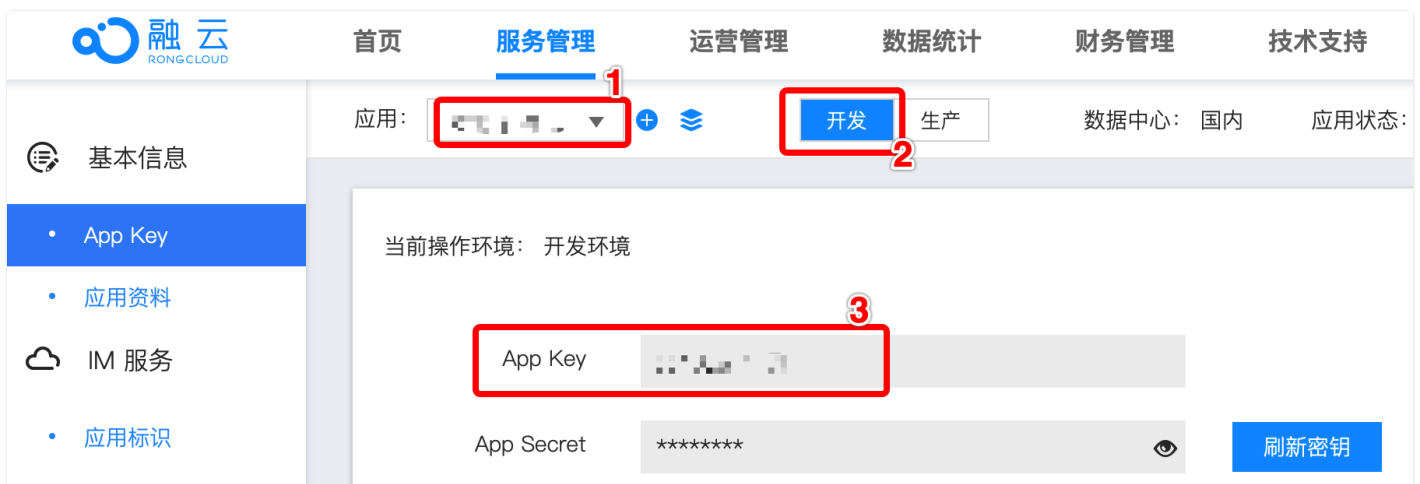 融云
RONGCLOUD
首页 服务管理 运营管理 数据统计 财务管理 技术支持
1
应用: 开发 生产 数据中心: 国内 应用状态:
2
基本信息
App Key
当前操作环境: 开发环境
应用资料
3
IM 服务
App Key
应用标识
App Secret ******** 刷新密钥